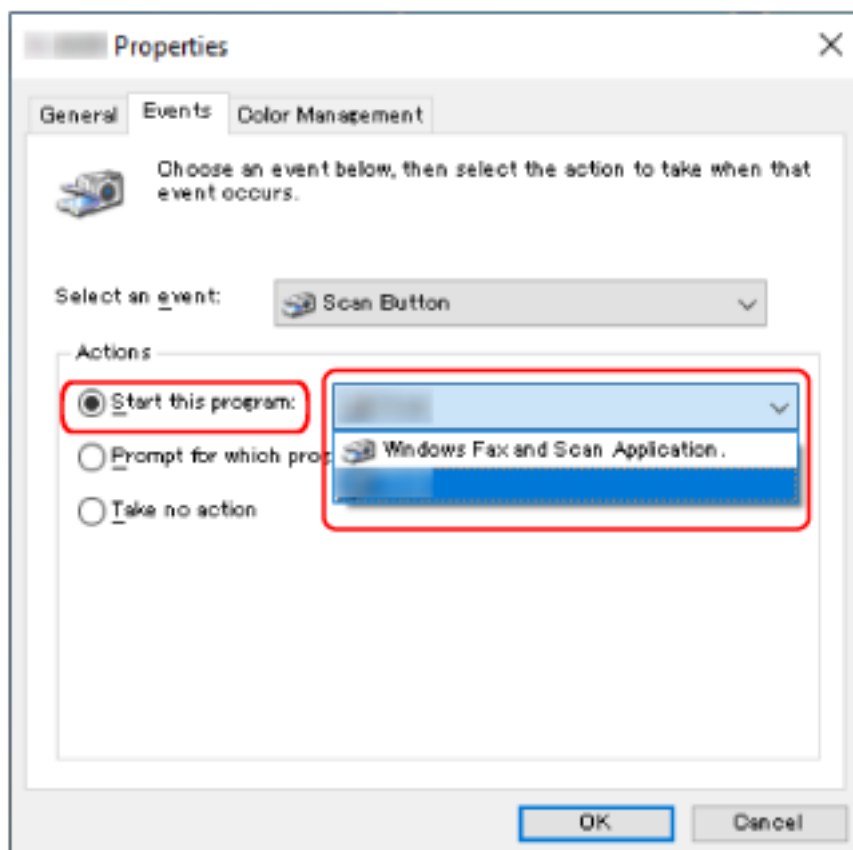 Properties
General Events Color Management
Choose an event below, then select the action to take when that
event occurs.
Select an event:
Scan Button
Actions
Start this program:
Prompt for which
Windows Fax and Scan Application.
Take no action
OK Cancel